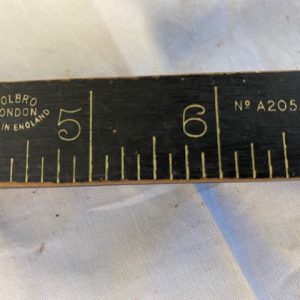 OLBRO
ONDON
IN ENGLAND
5
6
Nº A205